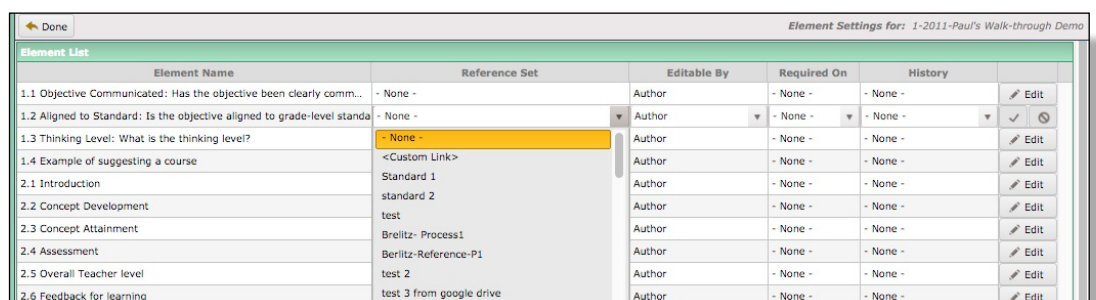 Done
Element Settings for: 1-2011-Paul's Walk-through Demo
Element List
Element Name Reference Set Editable By Required On History
1.1 Objective Communicated: Has the objective been clearly comm... - None - Author - None - - None - Edit
1.2 Aligned to Standard: Is the objective aligned to grade-level standa - None - Author - None - - None -
1.3 Thinking Level: What is the thinking level? - None - Author - None - - None - Edit
1.4 Example of suggesting a course <Custom Link> Author - None - - None - Edit
Standard 1
2.1 Introduction Author - None - - None - Edit
standard 2
2.2 Concept Development Author - None - - None - Edit
test
2.3 Concept Attainment Brelitz- Process1 Author - None - - None - Edit
2.4 Assessment Berlitz-Reference-P1 Author - None - - None - Edit
2.5 Overall Teacher level test 2 Author - None - - None - Edit
2.6 Feedback for learning test 3 from google drive Author - None - - None - Edit